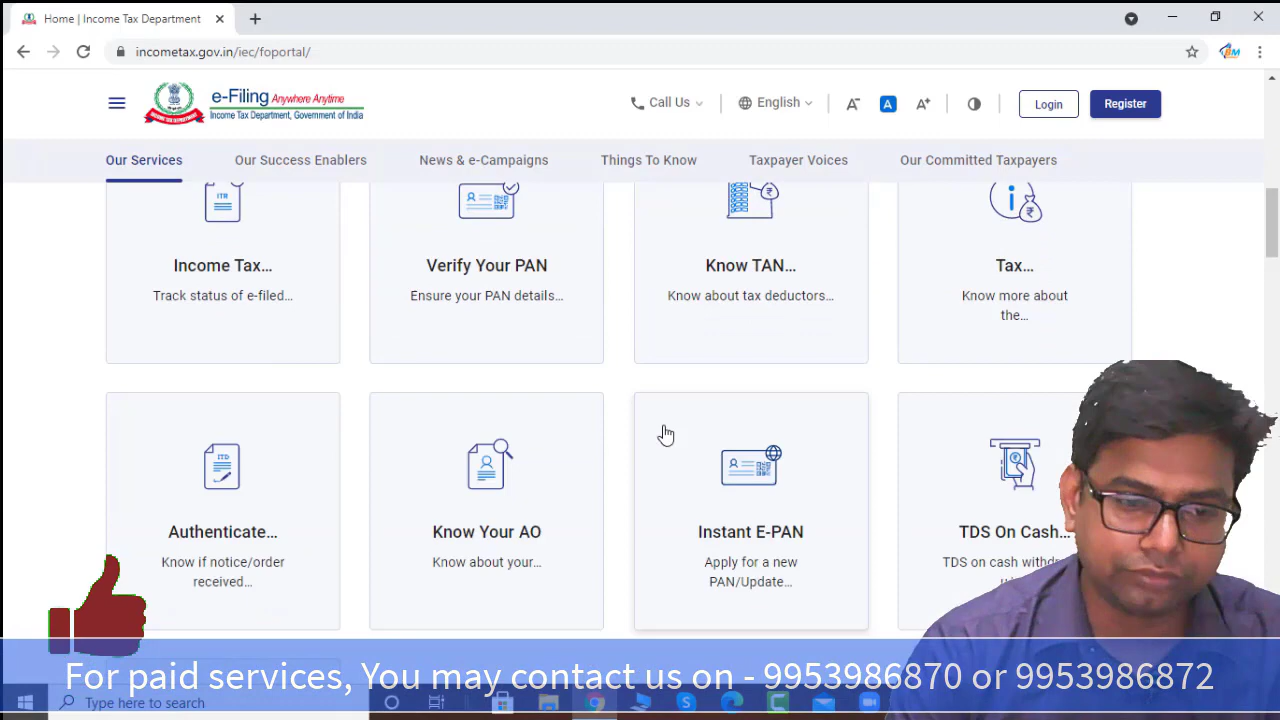 Home | Income Tax Department
incometax.gov.in/iec/foportal/
e-Filing Anywhere Anytime
Income Tax Department, Government of India
Call Us
English
A-
A
A+
Login
Register
Our Services
Our Success Enablers
News & e-Campaigns
Things To Know
Taxpayer Voices
Our Committed Taxpayers
ITR
Income Tax...
Track status of e-filed...
Verify Your PAN
Ensure your PAN details...
Know TAN...
Know about tax deductors...
Tax...
Know more about
the...
ITD
Authenticate...
Know if notice/order
received...
Know Your AO
Know about your...
Instant E-PAN
Apply for a new
PAN/Update...
TDS On Cash...
TDS on cash
For paid services, You may contact us on - 9953986870 or 9953986872
Type here to search